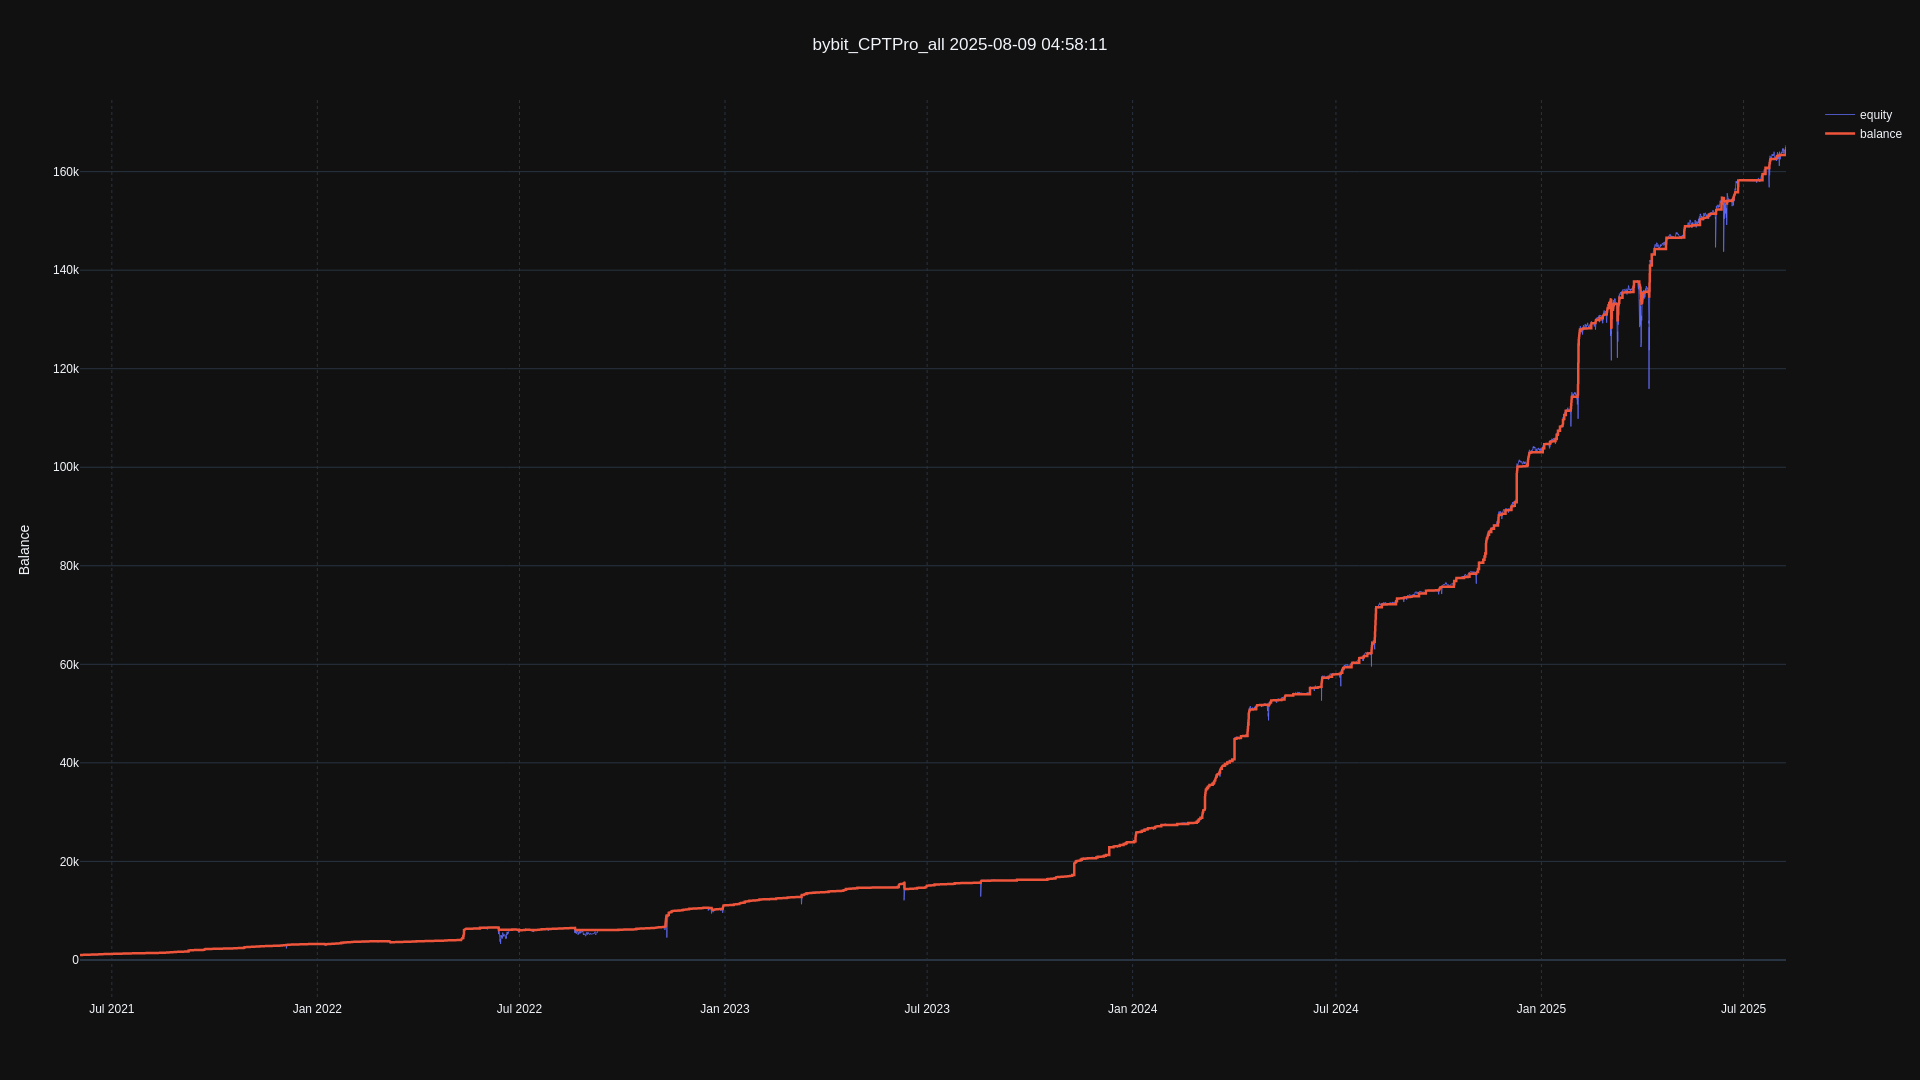 bybit_CPTPro_all 2025-08-09 04:58:11
equity
balance
Balance
160k
140k
120k
100k
80k
60k
40k
20k
0
Jul 2021
Jan 2022
Jul 2022
Jan 2023
Jul 2023
Jan 2024
Jul 2024
Jan 2025
Jul 2025